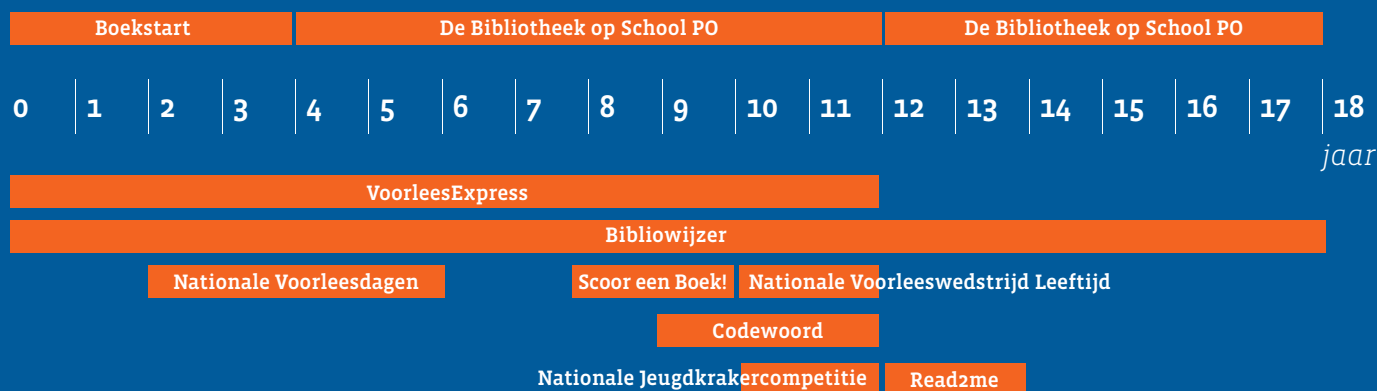 Boekstart De Bibliotheek op School PO De Bibliotheek op School PO
0 1 2 3 4 5 6 7 8 9 10 11 12 13 14 15 16 17 18
jaar
VoorleesExpress
Bibliowijzer
Nationale Voorleesdagen Scoor een Boek! Nationale Voorleeswedstrijd Leeftijd
Codewoord
Nationale Jeugdkrakercompetitie Read2me